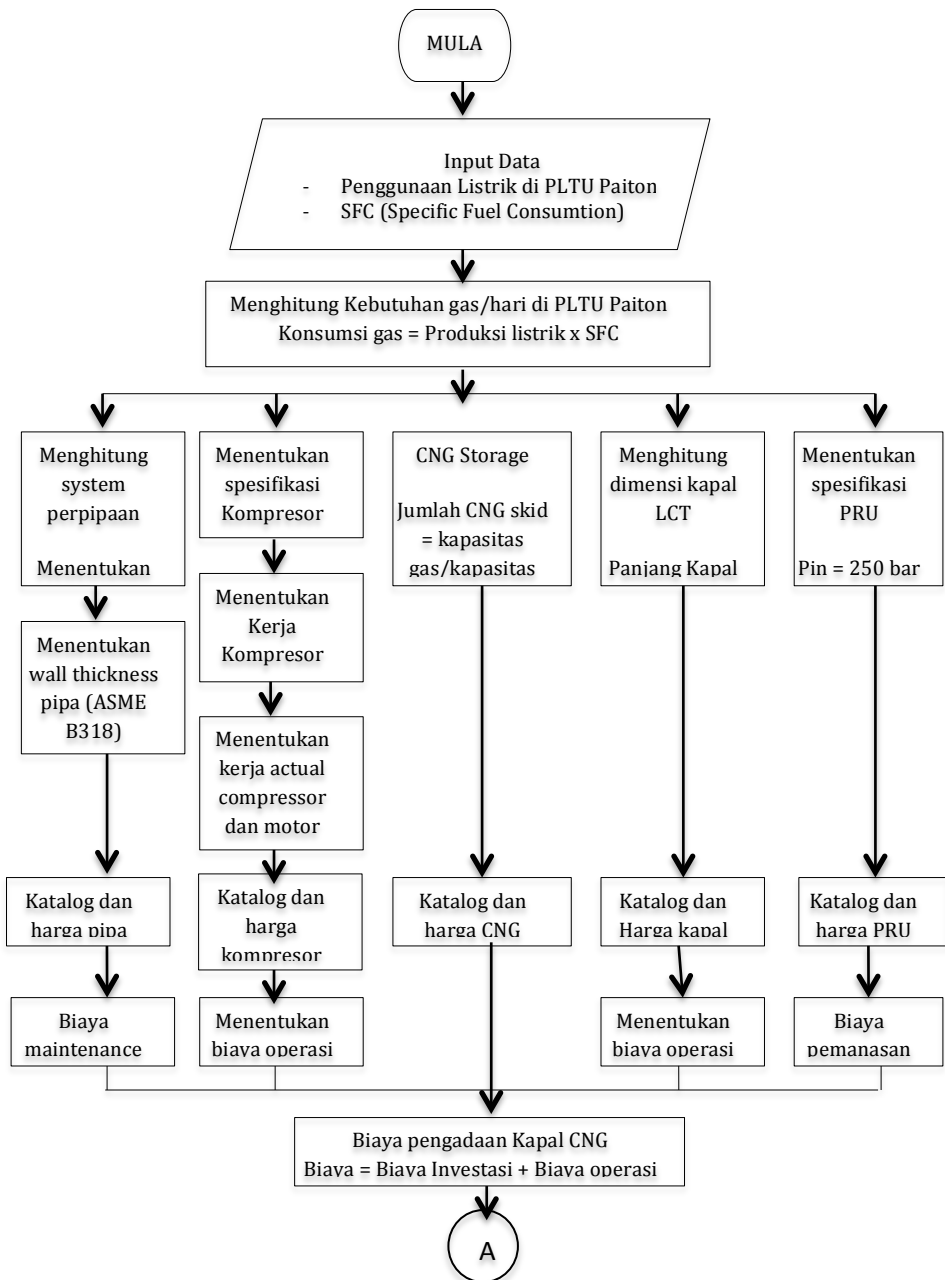 MULA
Input Data
- Penggunaan Listrik di PLTU Paiton
- SFC (Specific Fuel Consumtion)
Menghitung Kebutuhan gas/hari di PLTU Paiton
Konsumsi gas = Produksi listrik x SFC
Menghitung
system
perpipaan
Menentukan
Menentukan
wall thickness
pipa (ASME
B318)
Katalog dan
harga pipa
Biaya
maintenance
Menentukan
spesifikasi
Kompresor
Menentukan
Kerja
Kompresor
Menentukan
kerja actual
compressor
dan motor
Katalog dan
harga
kompresor
Menentukan
biaya operasi
CNG Storage
Jumlah CNG skid
= kapasitas
gas/kapasitas
Katalog dan
harga CNG
Menghitung
dimensi kapal
LCT
Panjang Kapal
Katalog dan
Harga kapal
Menentukan
biaya operasi
Menentukan
spesifikasi
PRU
Pin = 250 bar
Katalog dan
harga PRU
Biaya
pemanasan
Biaya pengadaan Kapal CNG
Biaya = Biaya Investasi + Biaya operasi
A